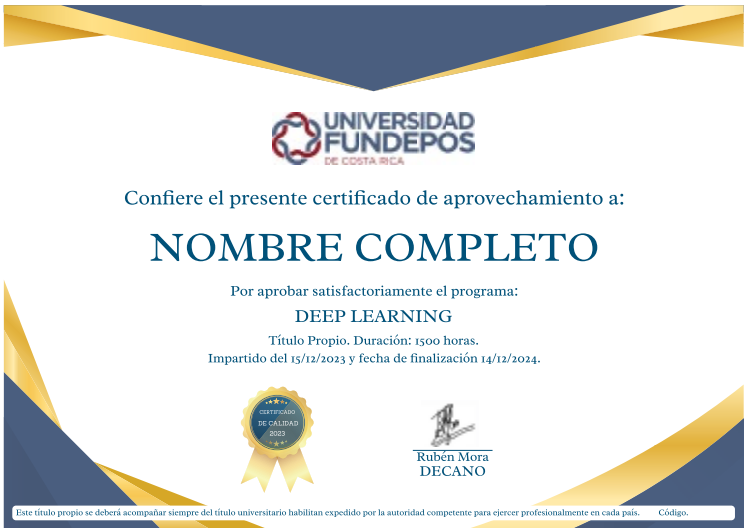 UNIVERSIDAD
FUNDEPOS
DE COSTA RICA
Confiere el presente certificado de aprovechamiento a:
NOMBRE COMPLETO
Por aprobar satisfactoriamente el programa:
DEEP LEARNING
Título Propio. Duración: 1500 horas.
Impartido del 15/12/2023 y fecha de finalización 14/12/2024.
CERTIFICADO
DE CALIDAD
2023
Rubén Mora
DECANO
Este título propio se deberá acompañar siempre del título universitario habilitan expedido por la autoridad competente para ejercer profesionalmente en cada país. Código.